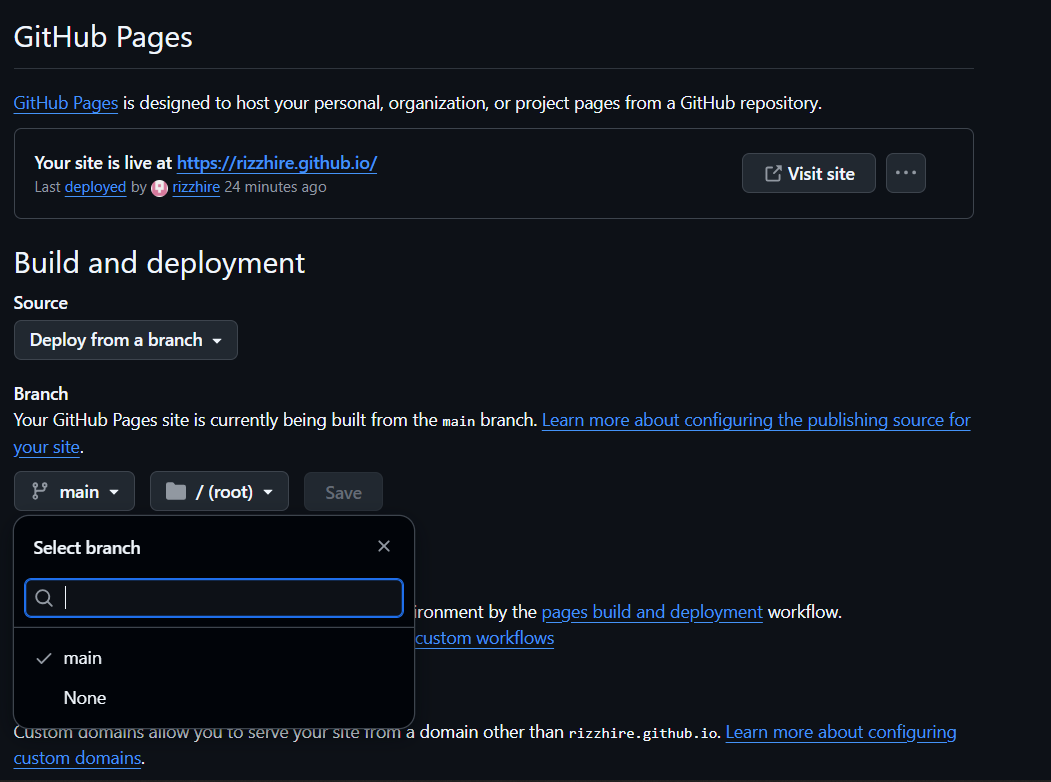 GitHub Pages
GitHub Pages is designed to host your personal, organization, or project pages from a GitHub repository.
Your site is live at https://rizzhire.github.io/
Last deployed by rizzhire 24 minutes ago
Visit site
Build and deployment
Source
Deploy from a branch
Branch
Your GitHub Pages site is currently being built from the main branch. Learn more about configuring the publishing source for
your site.
main
/ (root)
Save
Select branch
ironment by the pages build and deployment workflow.
custom workflows
main
None
Custom domains allow you to serve your site from a domain other than rizzhire.github.io. Learn more about configuring
custom domains.